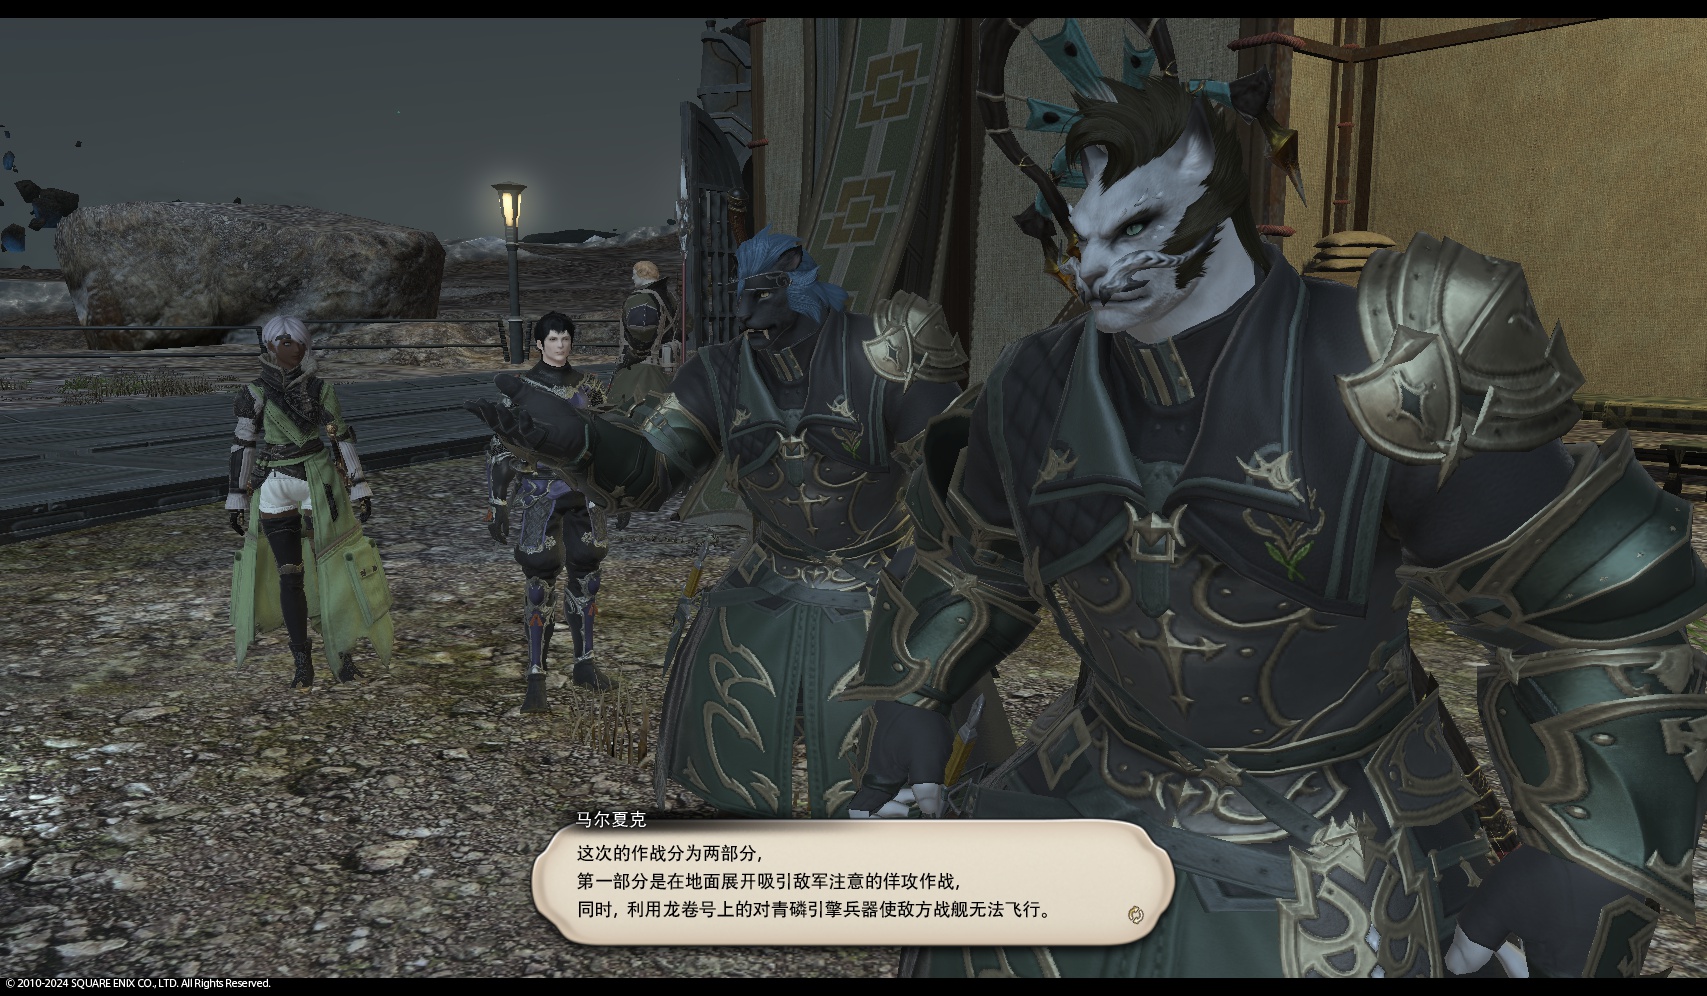 马尔夏克
这次的作战分为两部分,
第一部分是在地面展开吸引敌军注意的佯攻作战,
同时, 利用龙卷号上的对青磷引擎兵器使敌方战舰无法飞行。
© 2010-2024 SQUARE ENIX CO., LTD. All Rights Reserved.